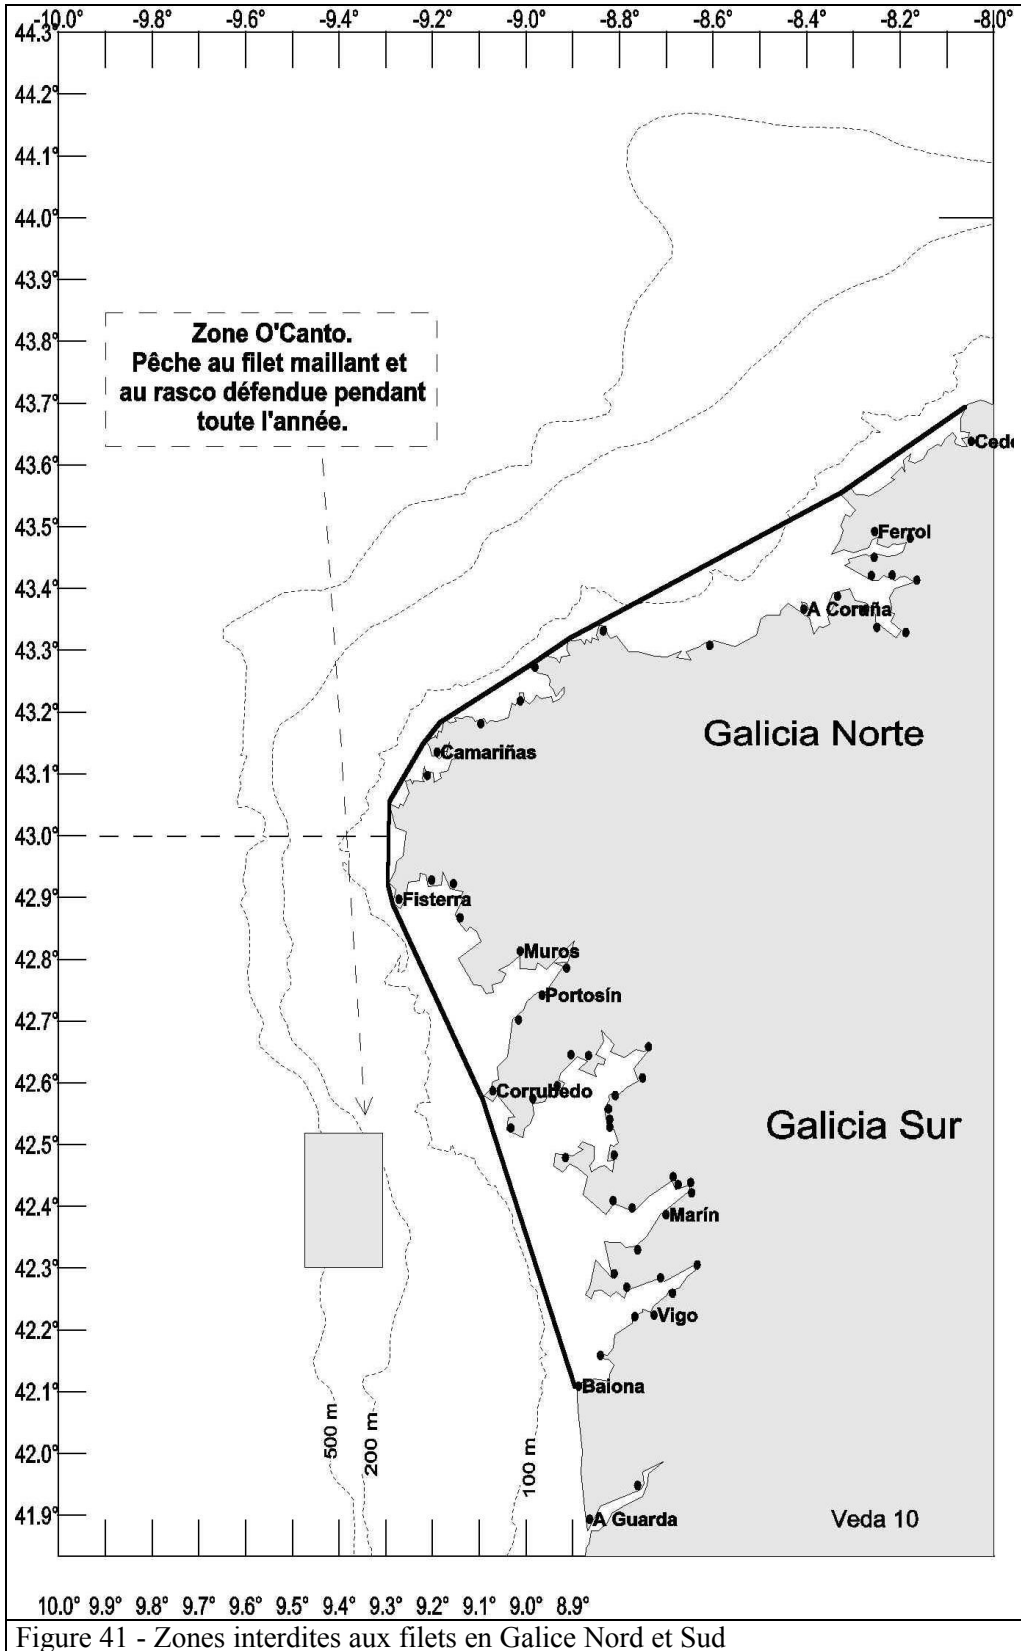 -10.0° -9.8° -9.6° -9.4° -9.2° -9.0° -8.8° -8.6° -8.4° -8.2° -8.0°
44.3°
44.2°
44.1°
44.0°
43.9°
43.8°
43.7°
43.6°
43.5°
43.4°
43.3°
43.2°
43.1°
43.0°
42.9°
42.8°
42.7°
42.6°
42.5°
42.4°
42.3°
42.2°
42.1°
42.0°
41.9°
Zone O'Canto.
Pêche au filet maillant et
au rasco défendue pendant
toute l'année.
Cede
Ferrol
A Coruña
Galicia Norte
Camariñas
Fisterra
Muros
Portosín
Corrubedo
Galicia Sur
Marín
Vigo
Baiona
500 m
200 m
100 m
A Guarda
Veda 10
10.0° 9.9° 9.8° 9.7° 9.6° 9.5° 9.4° 9.3° 9.2° 9.1° 9.0° 8.9°
Figure 41 - Zones interdites aux filets en Galice Nord et Sud